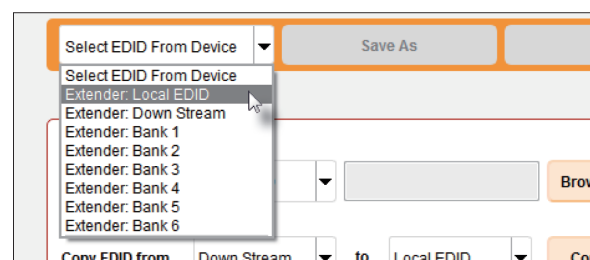 Select EDID From Device Save As
Select EDID From Device
Extender: Local EDID
Extender: Down Stream
Extender: Bank 1
Extender: Bank 2
Extender: Bank 3
Extender: Bank 4
Extender: Bank 5
Extender: Bank 6
Copy EDID from Down Stream to Local EDID